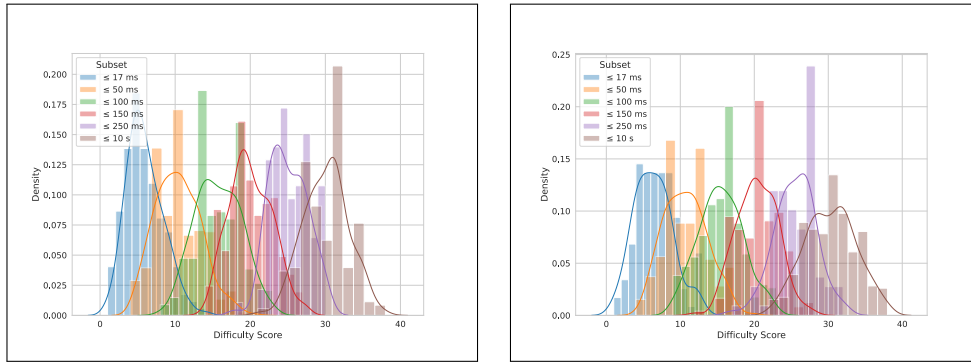 Subset
≤ 17 ms
≤ 50 ms
≤ 100 ms
≤ 150 ms
≤ 250 ms
≤ 10 s
0.200
0.175
0.150
0.125
0.100
0.075
0.050
0.025
0.000
Density
0
10
20
30
40
Difficulty Score
Subset
≤ 17 ms
≤ 50 ms
≤ 100 ms
≤ 150 ms
≤ 250 ms
≤ 10 s
0.25
0.20
0.15
0.10
0.05
0.00
Density
0
10
20
30
40
Difficulty Score